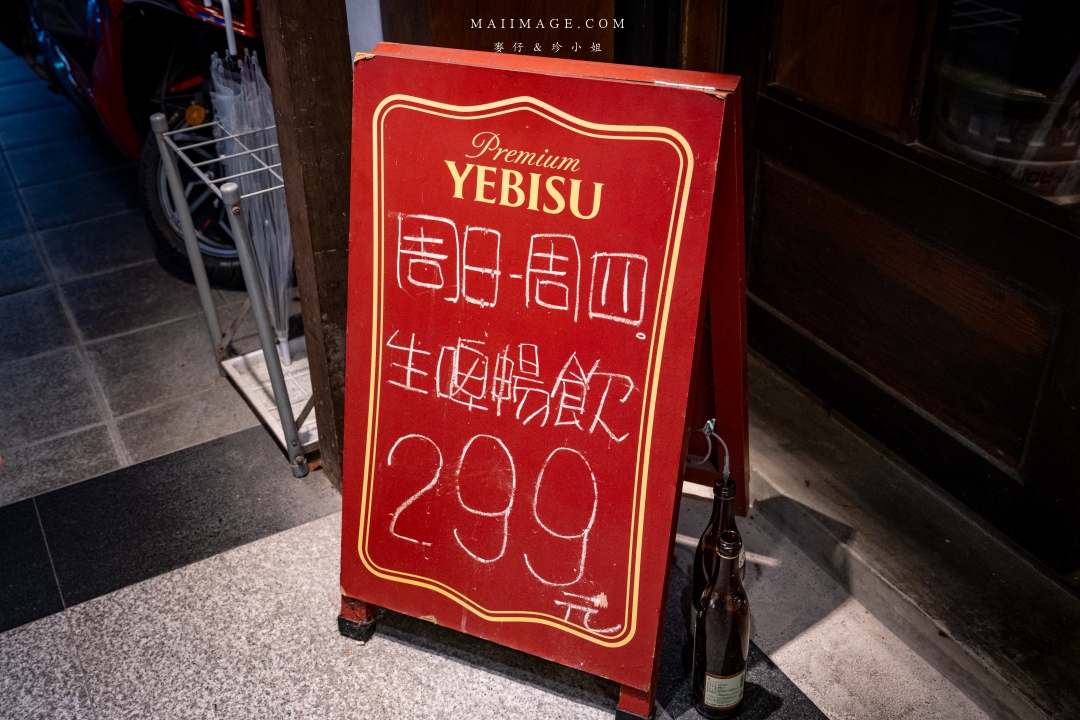 MAIIMAGE.COM
麥仔&珍小姐
Premium
YEBISU
周日-周四。
生啤暢飲
299
元